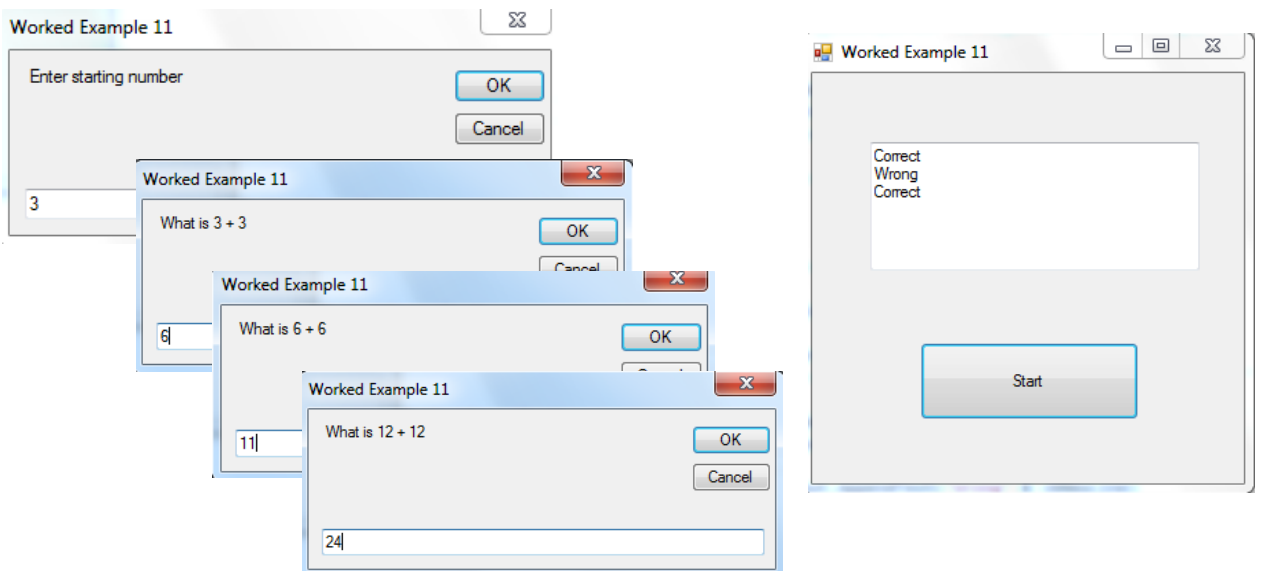 Worked Example 11
Enter starting number
OK
Cancel
3
Worked Example 11
What is 3 + 3
OK
Cancel
6
Worked Example 11
What is 6 + 6
OK
11
Worked Example 11
What is 12 + 12
OK
Cancel
24
Worked Example 11
Correct
Wrong
Correct
Start